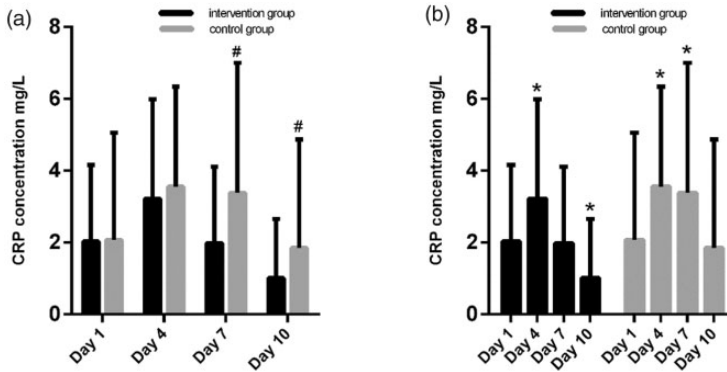 (a)
intervention group
control group
CRP concentration mg/L
8
6
4
2
0
#
#
Day 1
Day 4
Day 7
Day 10
(b)
intervention group
control group
CRP concentration mg/L
8
6
4
2
0
*
*
*
*
Day 1
Day 4
Day 7
Day 10
Day 1
Day 4
Day 7
Day 10